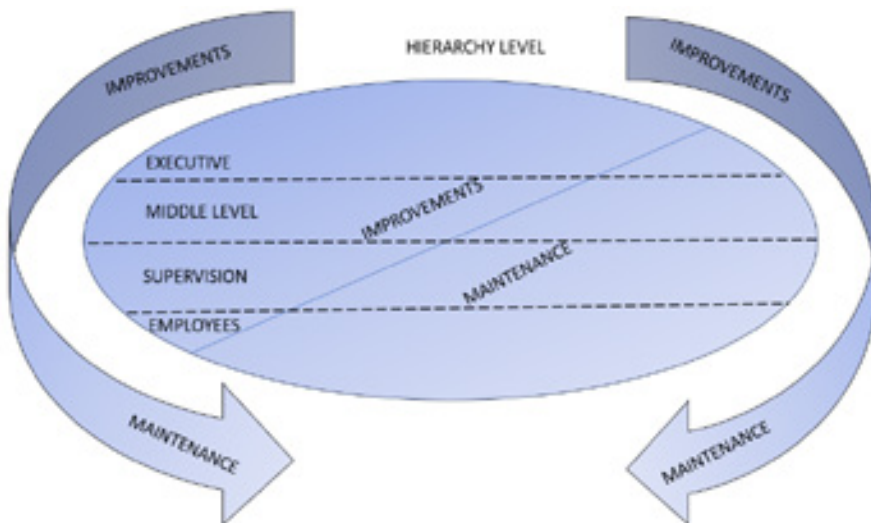 HIERARCHY LEVEL
IMPROVEMENTS
IMPROVEMENTS
EXECUTIVE
MIDDLE LEVEL
IMPROVEMENTS
SUPERVISION
MAINTENANCE
EMPLOYEES
MAINTENANCE
MAINTENANCE